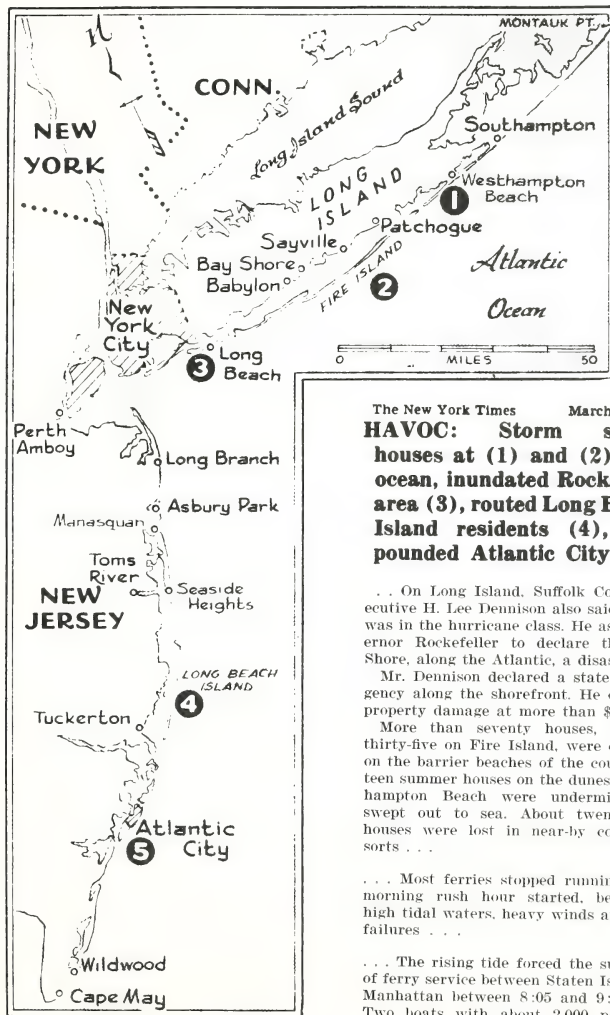 MONTAUK PT.
CONN.
NEW
YORK
Long Island Sound
Southampton
LONG
ISLAND
Westhampton
Beach
1
Patchogue
Sayville
Bay Shore
Babylon
FIRE ISLAND
2
Atlantic
Ocean
New
York
City
3
Long
Beach
0 50
MILES
Perth
Amboy
Long Branch
Asbury Park
Manasquan
Toms
River
NEW
JERSEY
Seaside
Heights
LONG BEACH
ISLAND
4
Tuckerton
Atlantic
City
5
Wildwood
Cape May
The New York Times March
HAVOC: Storm s
houses at (1) and (2)
ocean, inundated Rock
area (3), routed Long B
Island residents (4),
pounded Atlantic City
. . On Long Island, Suffolk Co
ecutive H. Lee Dennison also said
was in the hurricane class. He as
ernor Rockefeller to declare th
Shore, along the Atlantic, a disas
Mr. Dennison declared a state
gency along the shorefront. He e
property damage at more than $
More than seventy houses,
thirty-five on Fire Island, were
on the barrier beaches of the cou
teen summer houses on the dunes
hampton Beach were undermi
swept out to sea. About twen
houses were lost in near-by co
sorts . . .
. . . Most ferries stopped runnin
morning rush hour started, be
high tidal waters, heavy winds a
failures . . .
. . . The rising tide forced the su
of ferry service between Staten Is
Manhattan between 8:05 and 9:
Two boats with about 2,000 p